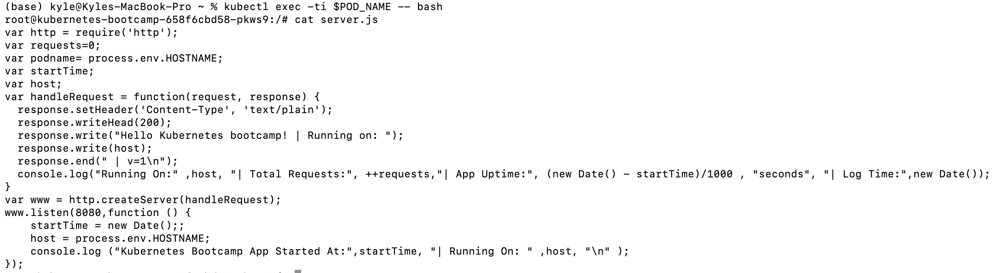 (base) kyle@Kyles-MacBook-Pro ~ % kubectl exec -ti $POD_NAME -- bash
root@kubernetes-bootcamp-658f6cbd58-pkws9:/# cat server.js
var http = require('http');
var requests=0;
var podname= process.env.HOSTNAME;
var startTime;
var host;
var handleRequest = function(request, response) {
  response.setHeader('Content-Type', 'text/plain');
  response.writeHead(200);
  response.write("Hello Kubernetes bootcamp! | Running on: ");
  response.write(host);
  response.end(" | v=1\n");
  console.log("Running On:" ,host, "| Total Requests:", ++requests,"| App Uptime:", (new Date() - startTime)/1000 , "seconds", "| Log Time:",new Date());
}
var www = http.createServer(handleRequest);
www.listen(8080,function () {
    startTime = new Date();;
    host = process.env.HOSTNAME;
    console.log ("Kubernetes Bootcamp App Started At:",startTime, "| Running On: " ,host, "\n" );
});